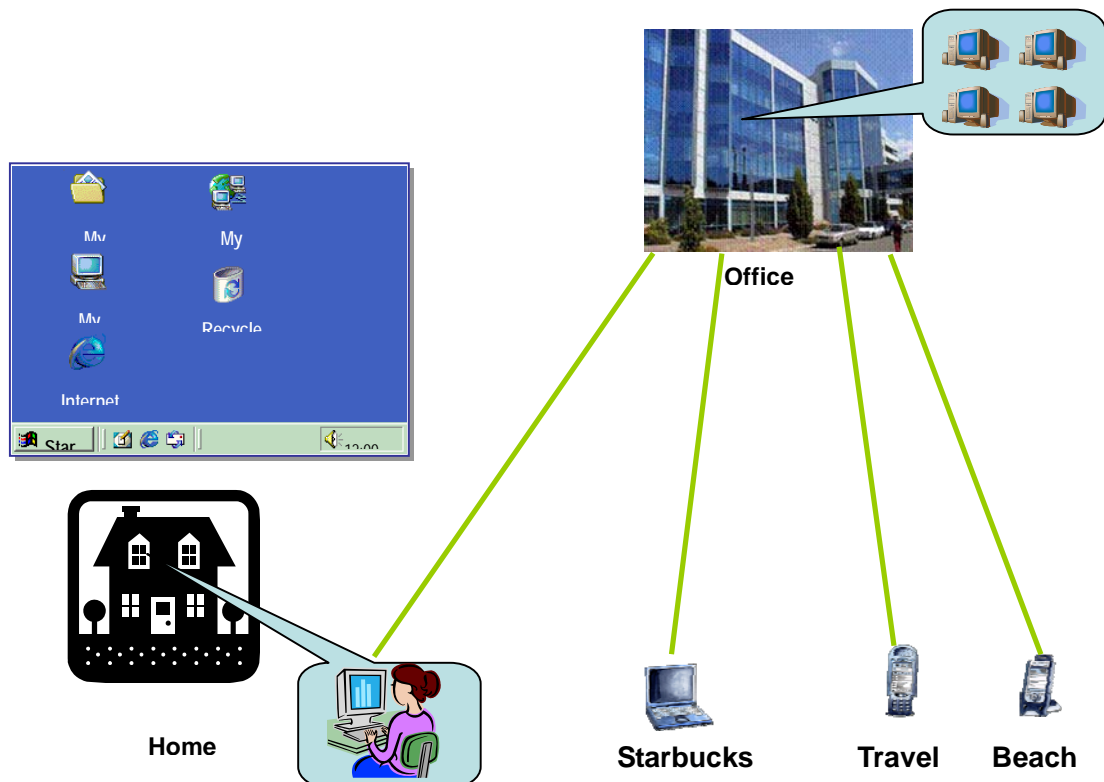 Office
My
My
My
Recycle
Internet
Star
12:00
Home
Starbucks
Travel
Beach